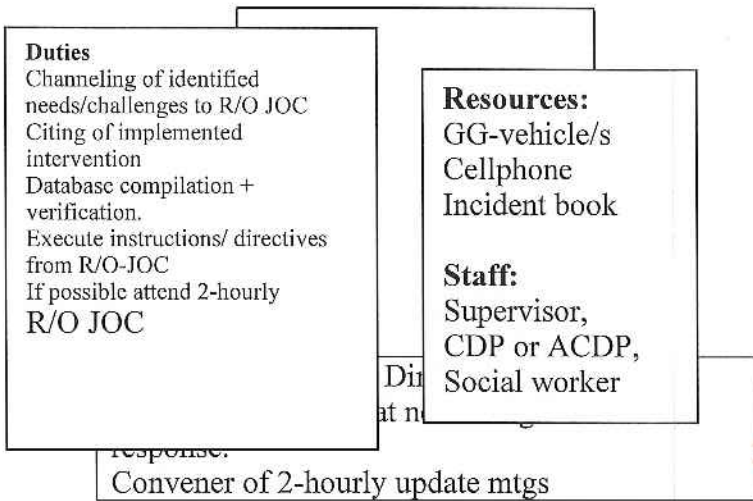 Duties
Channeling of identified
needs/challenges to R/O JOC
Citing of implemented
intervention
Database compilation +
verification.
Execute instructions/ directives
from R/O-JOC
If possible attend 2-hourly
R/O JOC
Resources:
GG-vehicle/s
Cellphone
Incident book
Staff:
Supervisor,
CDP or ACDP,
Social worker
response.
Convener of 2-hourly update mtgs